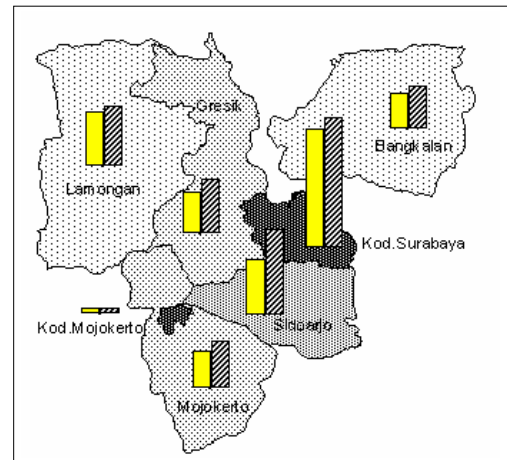 Gresik
Bangkalan
Lamongan
Kod.Surabaya
Kod.Mojokerto
Sidoarjo
Mojokerto